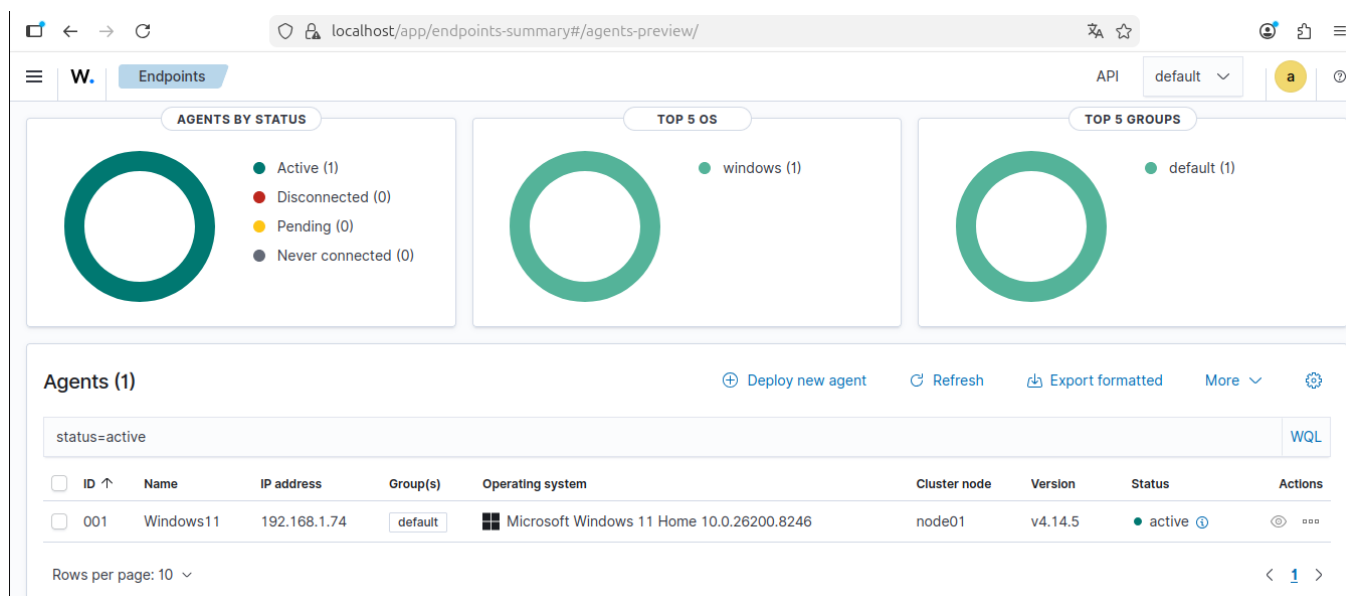 localhost/app/endpoints-summary#/agents-preview/
W. Endpoints API default a
AGENTS BY STATUS
Active (1)
Disconnected (0)
Pending (0)
Never connected (0)
TOP 5 OS
windows (1)
TOP 5 GROUPS
default (1)
Agents (1) Deploy new agent Refresh Export formatted More
status=active WQL
ID Name IP address Group(s) Operating system Cluster node Version Status Actions
001 Windows11 192.168.1.74 default Microsoft Windows 11 Home 10.0.26200.8246 node01 v4.14.5 active
Rows per page: 10 1